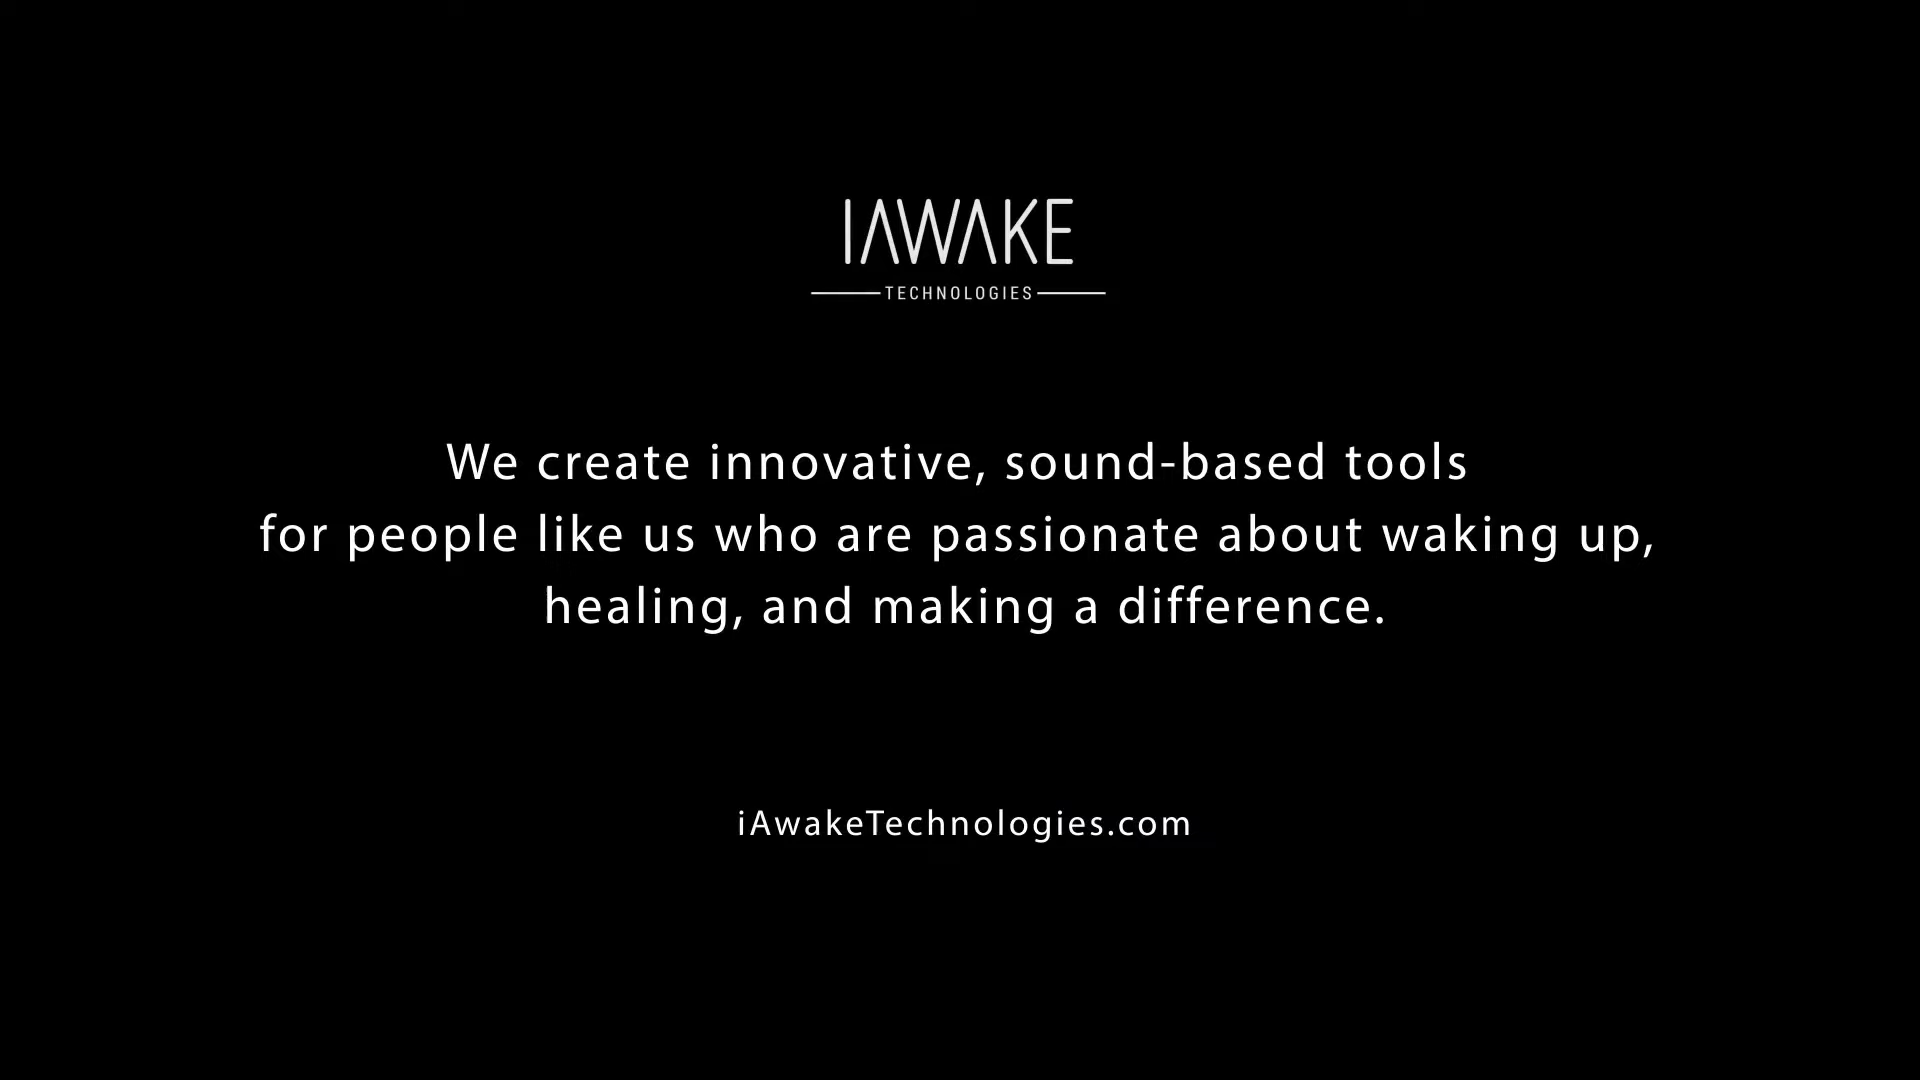 IAWAKE
TECHNOLOGIES
We create innovative, sound-based tools
for people like us who are passionate about waking up,
healing, and making a difference.
iAwakeTechnologies.com